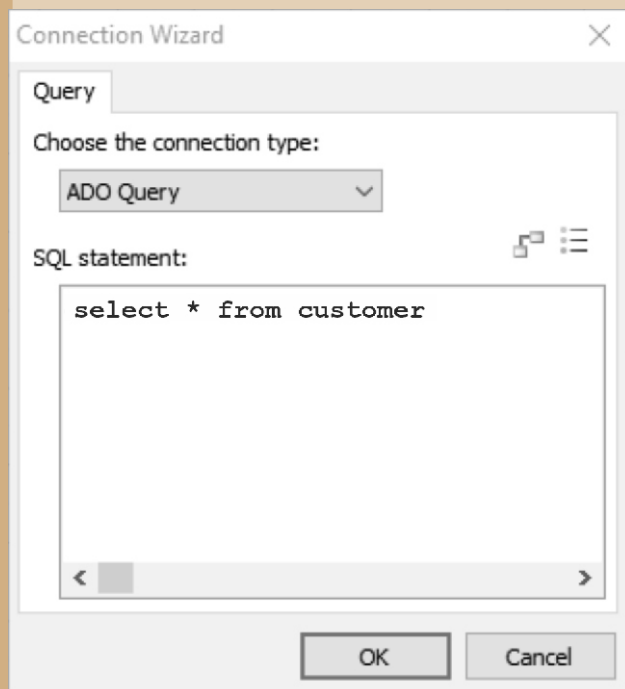 Connection Wizard
Query
Choose the connection type:
ADO Query
SQL statement:
select * from customer
OK
Cancel